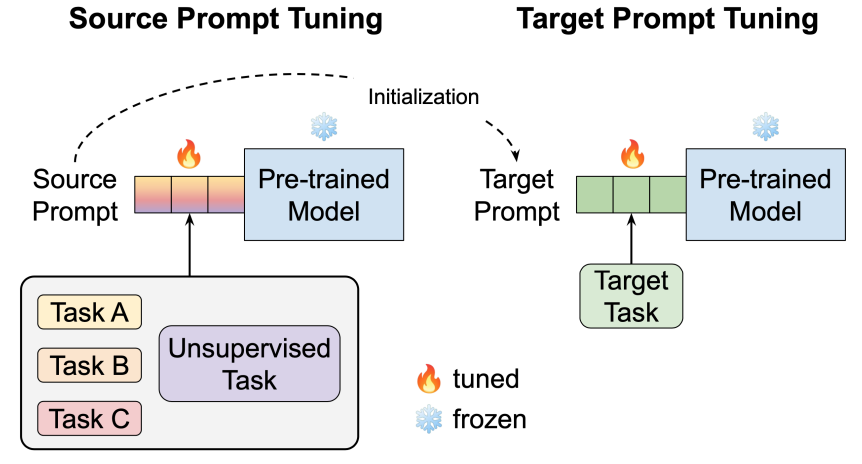 Source Prompt Tuning
Target Prompt Tuning
Initialization
Source
Prompt
Pre-trained
Model
Target
Prompt
Pre-trained
Model
Task A
Task B
Task C
Unsupervised
Task
Target
Task
tuned
frozen